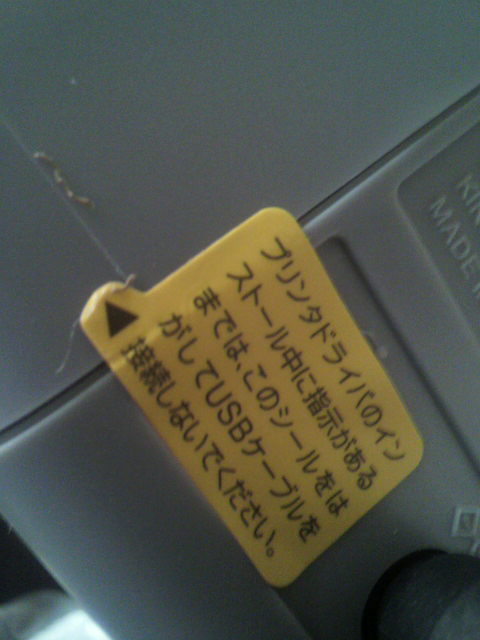 プリンタドライバのイン
ストール中に指示がある
までは、このシールをは
がしてUSBケーブルを
接続しないでください。
KIN
MADE